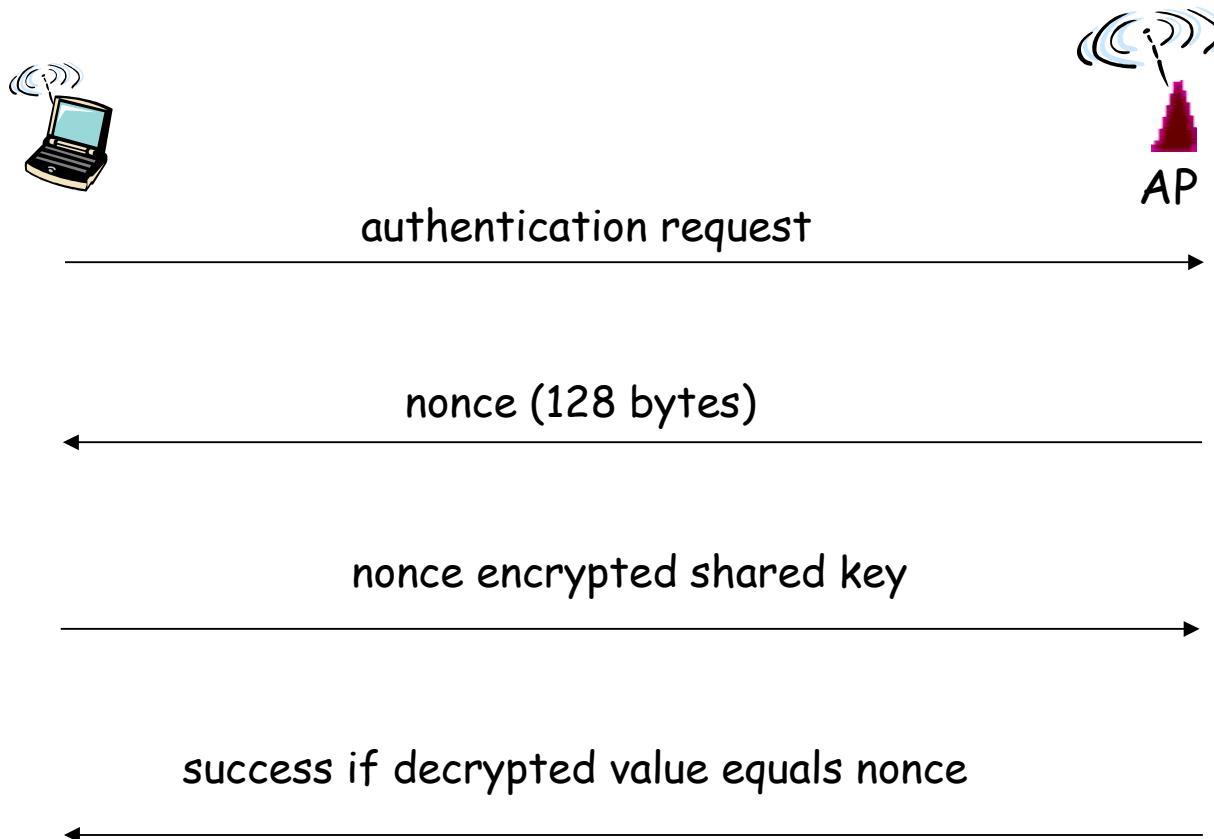 AP
authentication request
nonce (128 bytes)
nonce encrypted shared key
success if decrypted value equals nonce